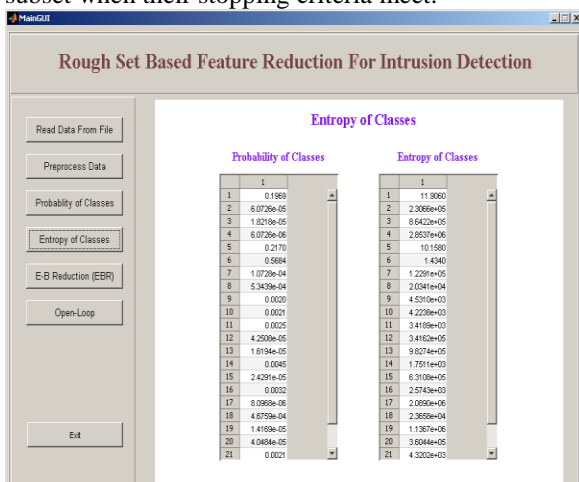 subset when their stopping criteria meet.
MainGUI
Rough Set Based Feature Reduction For Intrusion Detection
Read Data From File
Preprocess Data
Probablity of Classes
Entropy of Classes
E-B Reduction (EBR)
Open-Loop
Exit
Entropy of Classes
Probability of Classes
1
1 0.1969
2 6.0726e-05
3 1.8218e-05
4 6.0726e-06
5 0.2170
6 0.5684
7 1.0728e-04
8 5.3439e-04
9 0.0020
10 0.0021
11 0.0025
12 4.2508e-05
13 1.6194e-05
14 0.0045
15 2.4291e-05
16 0.0032
17 8.0968e-06
18 4.6759e-04
19 1.4169e-05
20 4.0484e-05
21 0.0021
Entropy of Classes
1
1 11.9060
2 2.3066e+05
3 8.6422e+05
4 2.8537e+06
5 10.1580
6 1.4340
7 1.2291e+05
8 2.0341e+04
9 4.5310e+03
10 4.2238e+03
11 3.4189e+03
12 3.4162e+05
13 9.8274e+05
14 1.7511e+03
15 6.3108e+05
16 2.5743e+03
17 2.0890e+06
18 2.3658e+04
19 1.1367e+06
20 3.6044e+05
21 4.3202e+03